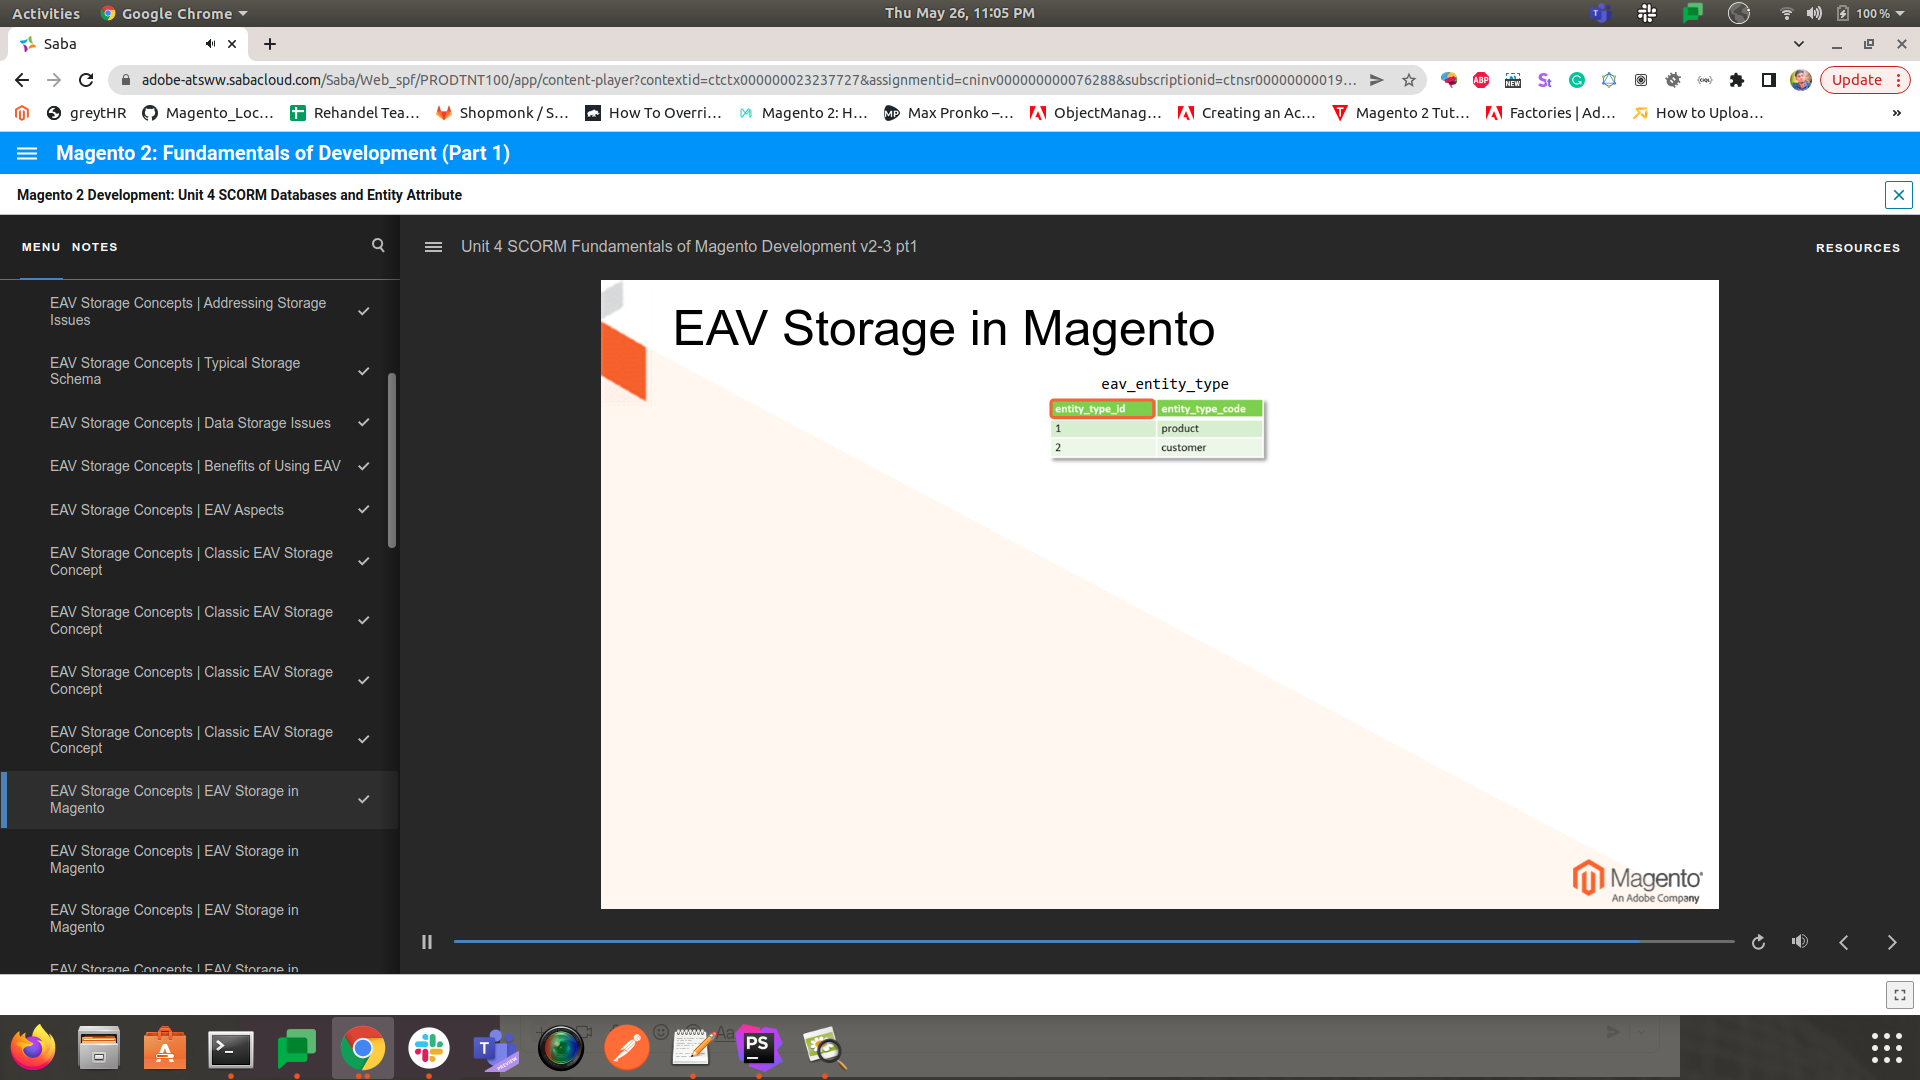 Activities
Google Chrome
Thu May 26, 11:05 PM
100 %
Saba
adobe-atsww.sabacloud.com/Saba/Web_spf/PRODTNT100/app/content-player?contextid=ctctx000000023237727&assignmentid=cninv000000000076288&subscriptionid=ctnsr00000000019...
Update
greytHR
Magento_Loc...
Rehandel Tea...
Shopmonk / S...
How To Overri...
Magento 2: H...
Max Pronko –...
ObjectManag...
Creating an Ac...
Magento 2 Tut...
Factories | Ad...
How to Uploa...
»
Magento 2: Fundamentals of Development (Part 1)
Magento 2 Development: Unit 4 SCORM Databases and Entity Attribute
MENU NOTES
Unit 4 SCORM Fundamentals of Magento Development v2-3 pt1
RESOURCES
EAV Storage Concepts | Addressing Storage
Issues
EAV Storage Concepts | Typical Storage
Schema
EAV Storage Concepts | Data Storage Issues
EAV Storage Concepts | Benefits of Using EAV
EAV Storage Concepts | EAV Aspects
EAV Storage Concepts | Classic EAV Storage
Concept
EAV Storage Concepts | Classic EAV Storage
Concept
EAV Storage Concepts | Classic EAV Storage
Concept
EAV Storage Concepts | Classic EAV Storage
Concept
EAV Storage Concepts | EAV Storage in
Magento
EAV Storage Concepts | EAV Storage in
Magento
EAV Storage Concepts | EAV Storage in
Magento
EAV Storage Concepts | EAV Storage in
EAV Storage in Magento
eav_entity_type
entity_type_id entity_type_code
1 product
2 customer
Magento
An Adobe Company